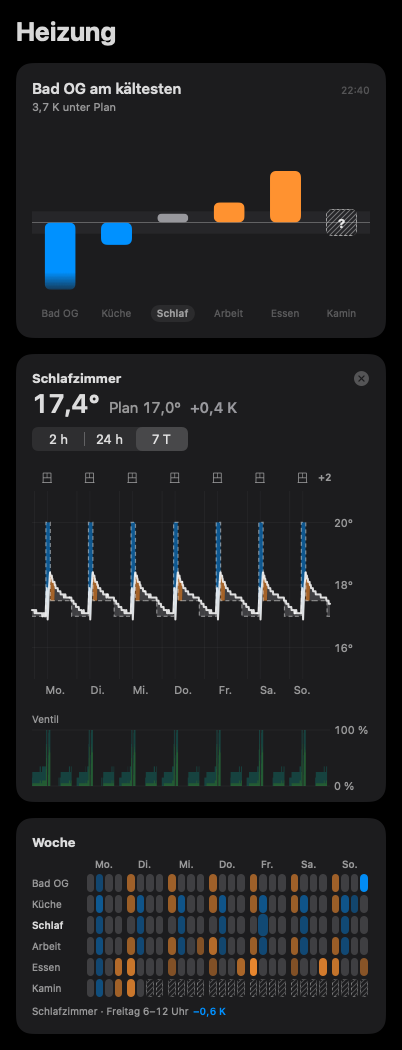 Heizung
Bad OG am kältesten
22:40
3,7 K unter Plan
?
Bad OG Küche Schlaf Arbeit Essen Kamin
Schlafzimmer
17,4° Plan 17,0° +0,4 K
2 h 24 h 7 T
+2
20°
18°
16°
Mo. Di. Mi. Do. Fr. Sa. So.
Ventil
100 %
0 %
Woche
Mo. Di. Mi. Do. Fr. Sa. So.
Bad OG
Küche
Schlaf
Arbeit
Essen
Kamin
Schlafzimmer · Freitag 6–12 Uhr −0,6 K